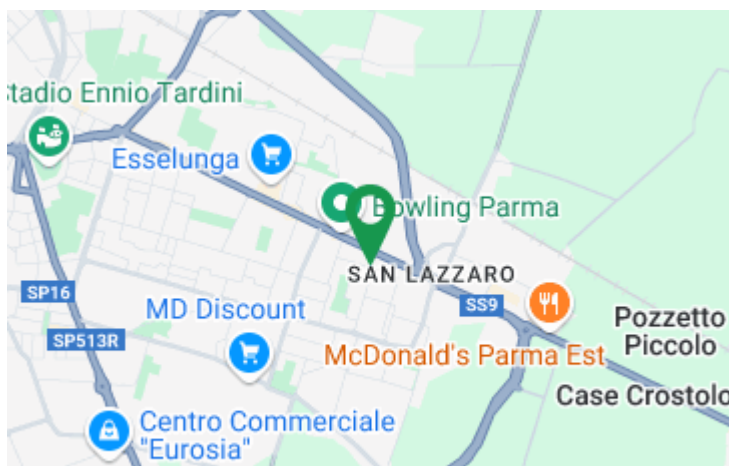 Stadio Ennio Tardini
Esselunga
Bowling Parma
SAN LAZZARO
SP16
SS9
MD Discount
Pozzetto
Piccolo
SP513R
McDonald's Parma Est
Case Crostolo
Centro Commerciale
"Eurosia"